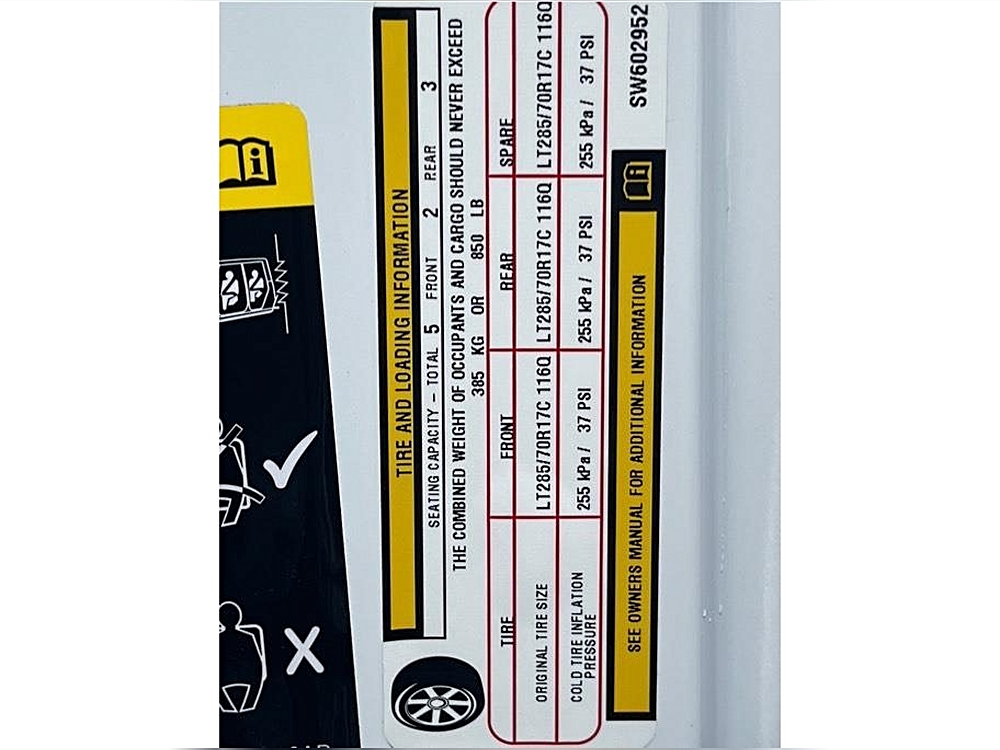 TIRE AND LOADING INFORMATION
SEATING CAPACITY – TOTAL 5 FRONT 2 REAR 3
THE COMBINED WEIGHT OF OCCUPANTS AND CARGO SHOULD NEVER EXCEED
385 KG OR 850 LB
TIRE FRONT REAR SPARE
ORIGINAL TIRE SIZE LT285/70R17C 116Q LT285/70R17C 116Q LT285/70R17C 116Q
COLD TIRE INFLATION PRESSURE 255 kPa / 37 PSI 255 kPa / 37 PSI 255 kPa / 37 PSI
SEE OWNERS MANUAL FOR ADDITIONAL INFORMATION
SW602952